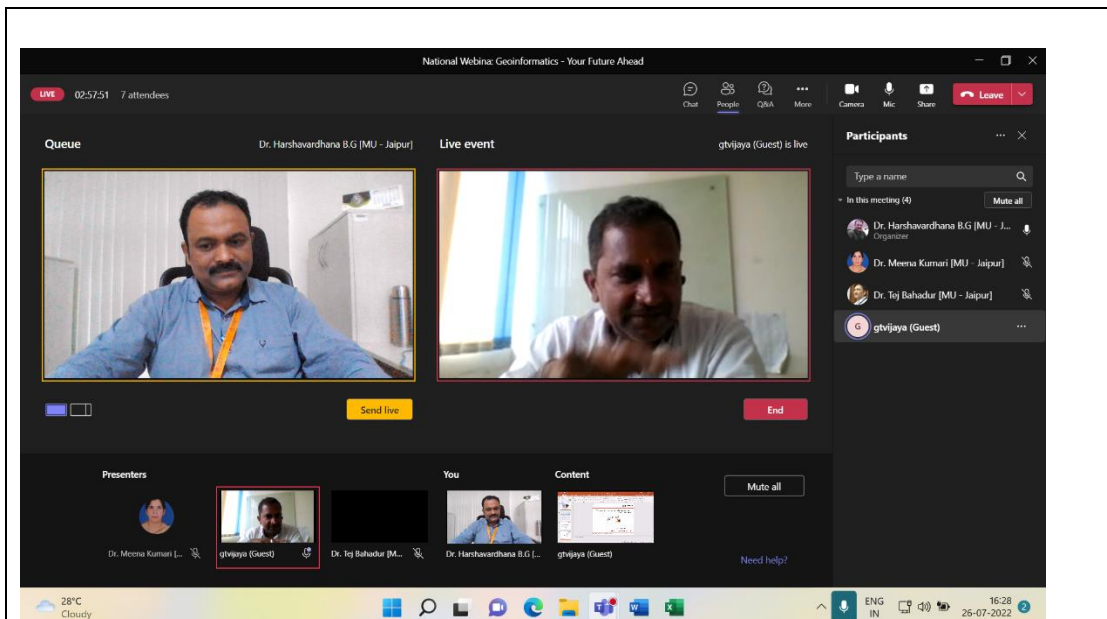 National Webina: Geoinformatics - Your Future Ahead
LIVE 02:57:51 7 attendees
Chat People Q&A More Camera Mic Share Leave
Queue Dr. Harshavardhana B.G [MU - Jaipur]
Live event gtvijaya (Guest) is live
Send live
End
Participants
Type a name
In this meeting (4) Mute all
Dr. Harshavardhana B.G [MU - J...
Organizer
Dr. Meena Kumari [MU - Jaipur]
Dr. Tej Bahadur [MU - Jaipur]
G gtvijaya (Guest)
Presenters You Content
Mute all
Dr. Meena Kumari [... gtvijaya (Guest) Dr. Tej Bahadur [M... Dr. Harshavardhana B.G [... gtvijaya (Guest)
Need help?
28°C
Cloudy
ENG
IN
16:28
26-07-2022
2